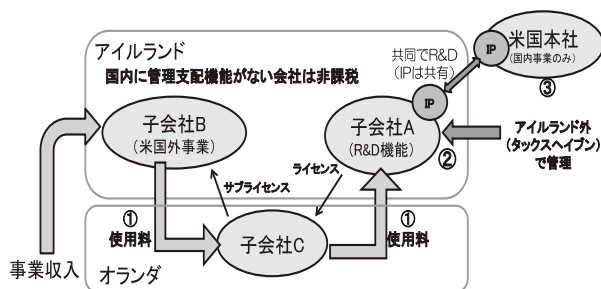 アイルランド
国内に管理支配機能がない会社は非課税
共同でR&D
(IPは共有)
IP
米国本社
(国内事業のみ)
③
IP
子会社B
(米国外事業)
子会社A
(R&D機能)
②
アイルランド外
(タックスヘイブン)
で管理
サブライセンス
ライセンス
①
使用料
子会社C
①
使用料
事業収入
オランダ